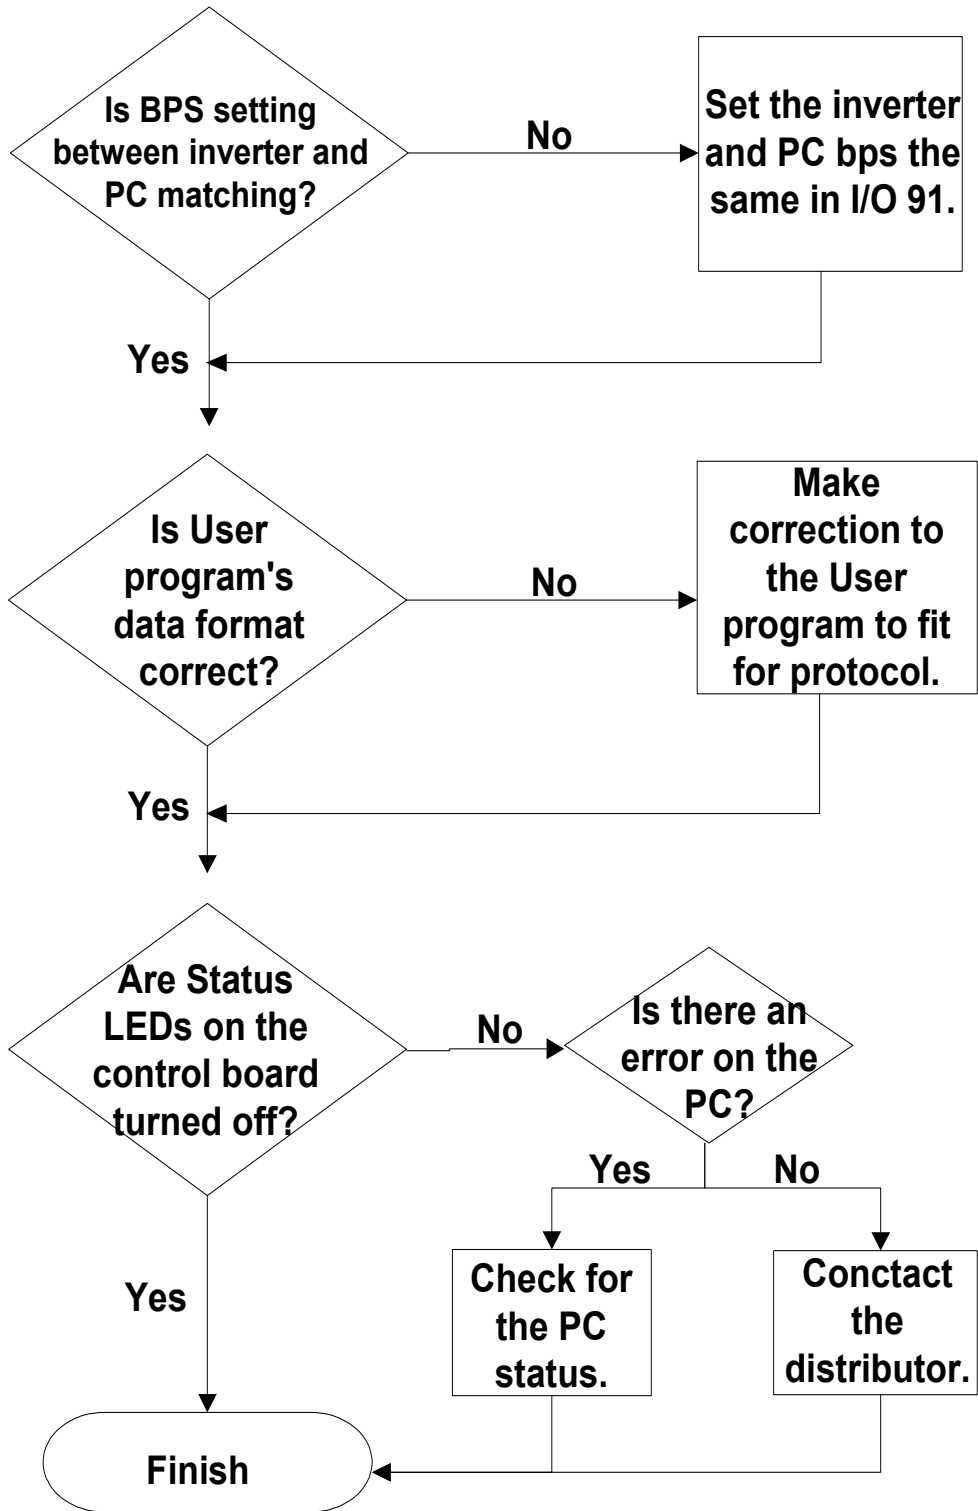 Is BPS setting
between inverter and
PC matching?
No
Set the inverter
and PC bps the
same in I/O 91.
Yes
Is User
program's
data format
correct?
No
Make
correction to
the User
program to fit
for protocol.
Yes
Are Status
LEDs on the
control board
turned off?
No
Is there an
error on the
PC?
Yes
No
Yes
Check for
the PC
status.
Conctact
the
distributor.
Finish